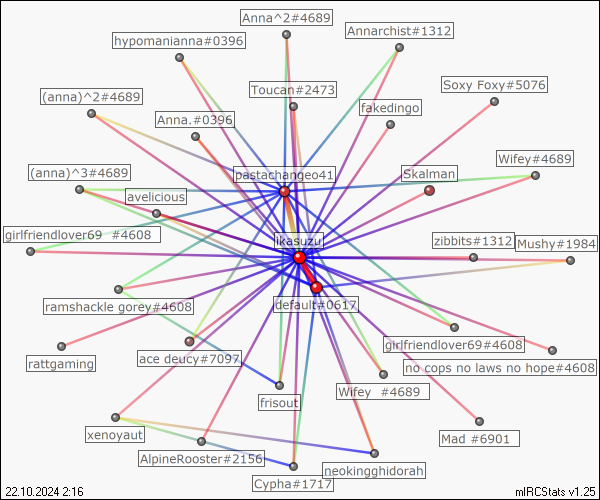 Anna^2#4689
Annarchist#1312
hypomanianna#0396
Soxy Foxy#5076
Toucan#2473
(anna)^2#4689
fakedingo
Anna.#0396
Wifey#4689
pastachangeo41
Skalman
(anna)^3#4689
avelicious
girlfriendlover69 #4608
ikasuzu
zibbits#1312
Mushy#1984
ramshackle gorey#4608
default#0617
girlfriendlover69#4608
ace deucy#7097
rattgaming
no cops no laws no hope#4608
Wifey #4689
frisout
xenoyaut
Mad #6901
AlpineRooster#2156
neokingghidorah
Cypha#1717
22.10.2024 2:16
mIRCStats v1.25